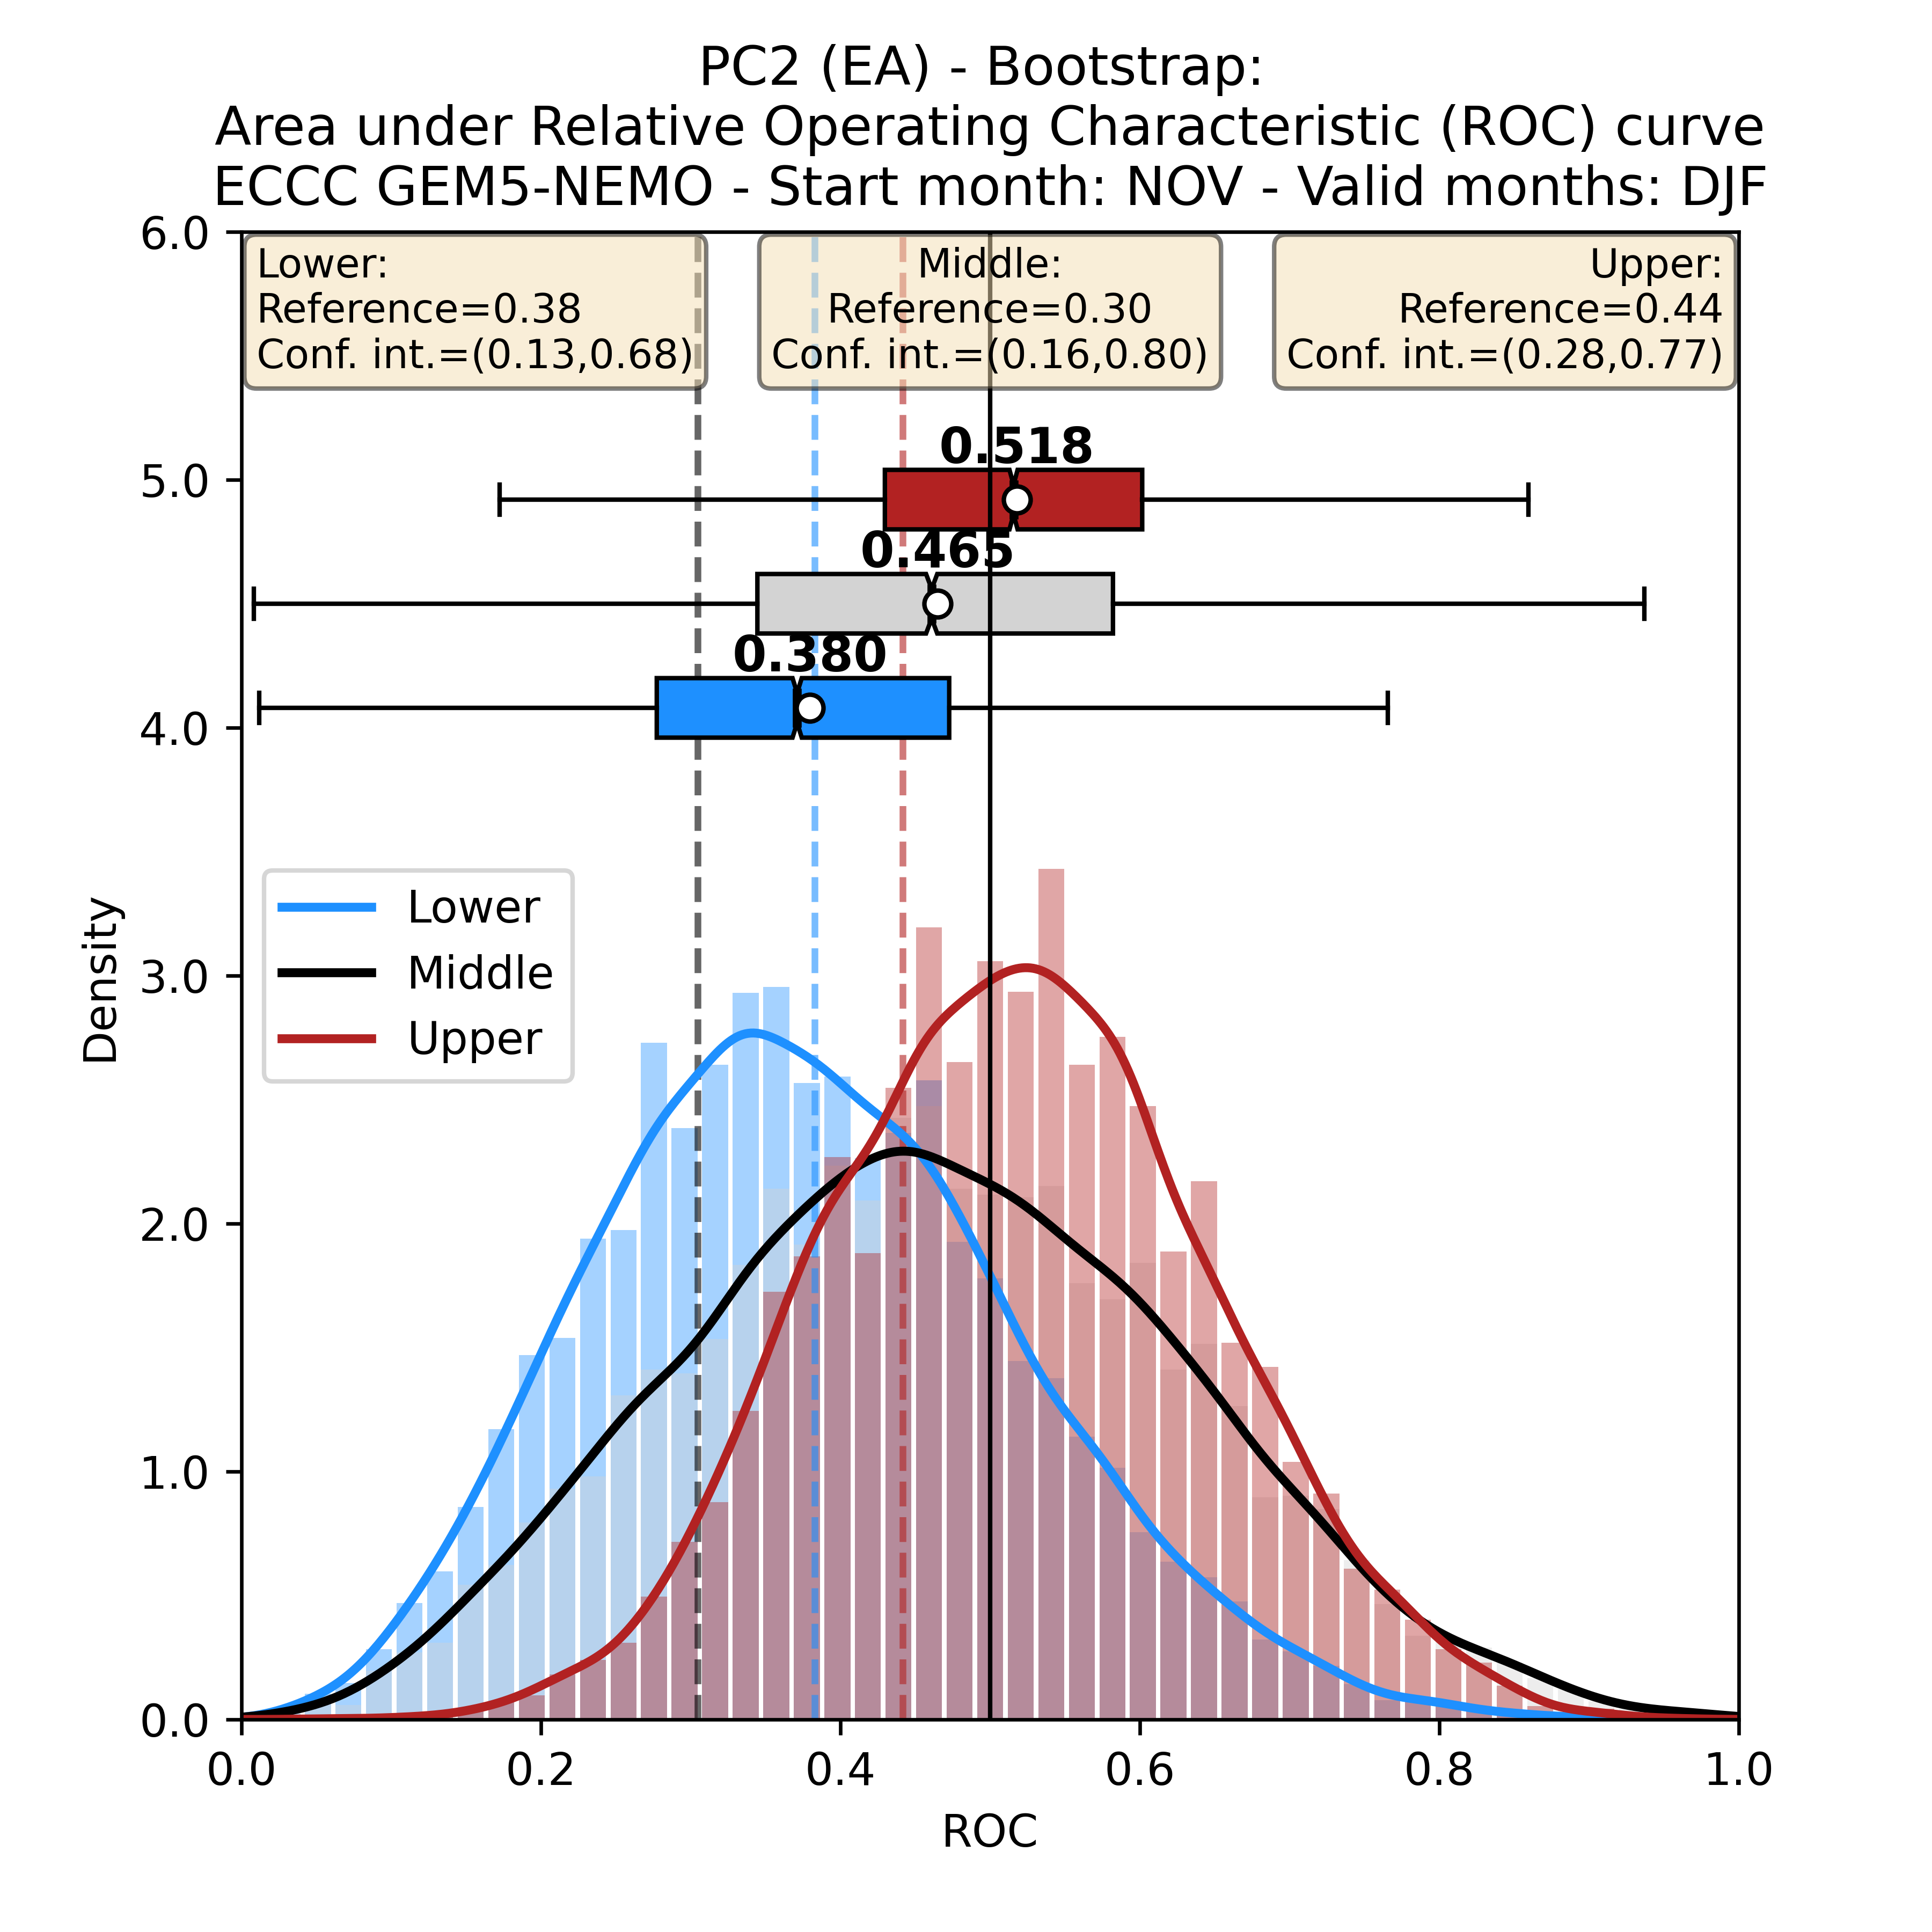 PC2 (EA) - Bootstrap:
Area under Relative Operating Characteristic (ROC) curve
ECCC GEM5-NEMO - Start month: NOV - Valid months: DJF
6.0
5.0
4.0
3.0
2.0
1.0
0.0
Density
Lower:
Reference=0.38
Conf. int.=(0.13,0.68)
Middle:
Reference=0.30
Conf. int.=(0.16,0.80)
Upper:
Reference=0.44
Conf. int.=(0.28,0.77)
0.518
0.465
0.380
Lower
Middle
Upper
0.0
0.2
0.4
0.6
0.8
1.0
ROC